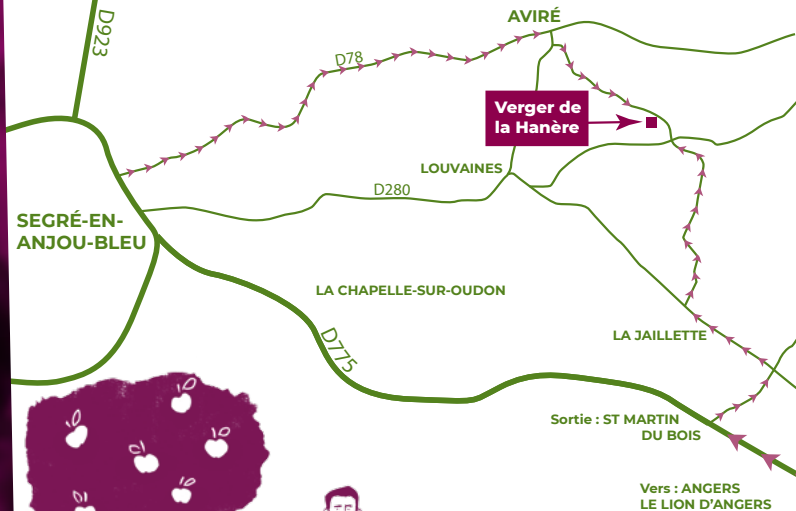 D923
AVIRÉ
D78
Verger de
la Hanère
LOUVAINES
D280
SEGRÉ-EN-
ANJOU-BLEU
LA CHAPELLE-SUR-OUDON
D775
LA JAILLETTE
Sortie : ST MARTIN
DU BOIS
Vers : ANGERS
LE LION D'ANGERS